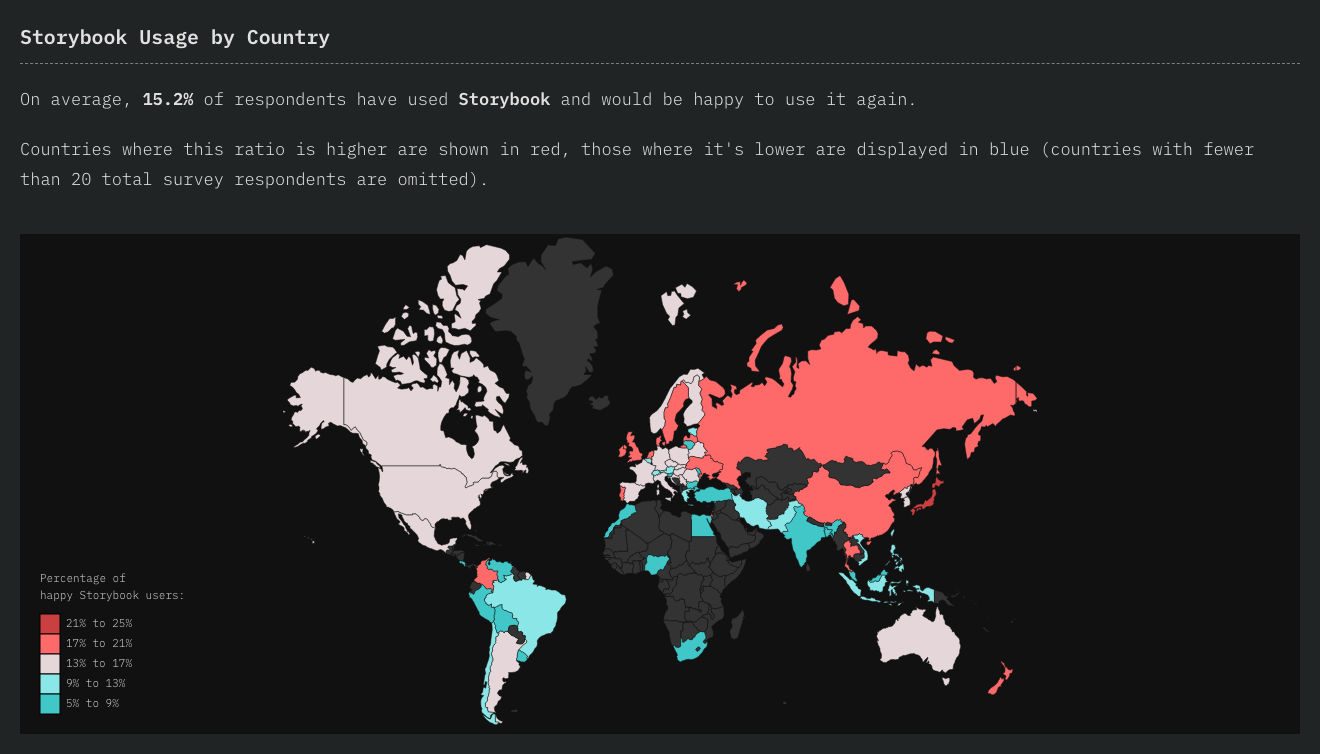 Storybook Usage by Country
On average, 15.2% of respondents have used Storybook and would be happy to use it again.
Countries where this ratio is higher are shown in red, those where it's lower are displayed in blue (countries with fewer
than 20 total survey respondents are omitted).
Percentage of
happy Storybook users:
21% to 25%
17% to 21%
13% to 17%
9% to 13%
5% to 9%